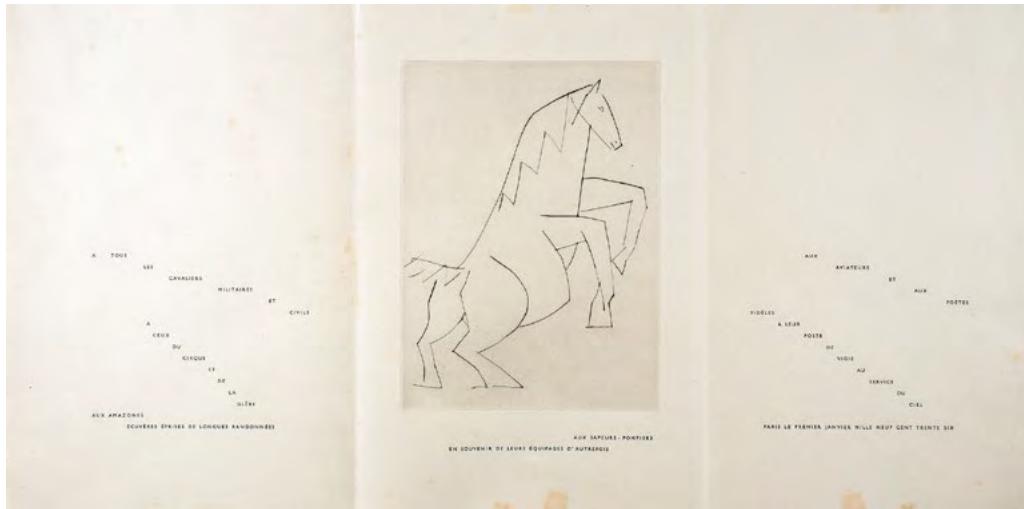 A TOUS
LES
CAVALIERS
MILITAIRES
ET
CIVILS
A
CEUX
DU
CIRQUE
ET
DE
LA
GLÈBE
AUX AMAZONES
ÉCUYÈRES ÉPRISES DE LONGUES RANDONNÉES
AUX SAPEURS-POMPIERS
EN SOUVENIR DE LEURS ÉQUIPAGES D'AUTREFOIS
AUX
AVIATEURS
ET
AUX
POÈTES
FIDÈLES
A LEUR
POSTE
DE
VIGIE
AU
SERVICE
DU
CIEL
PARIS LE PREMIER JANVIER MILLE NEUF CENT TRENTE SIX